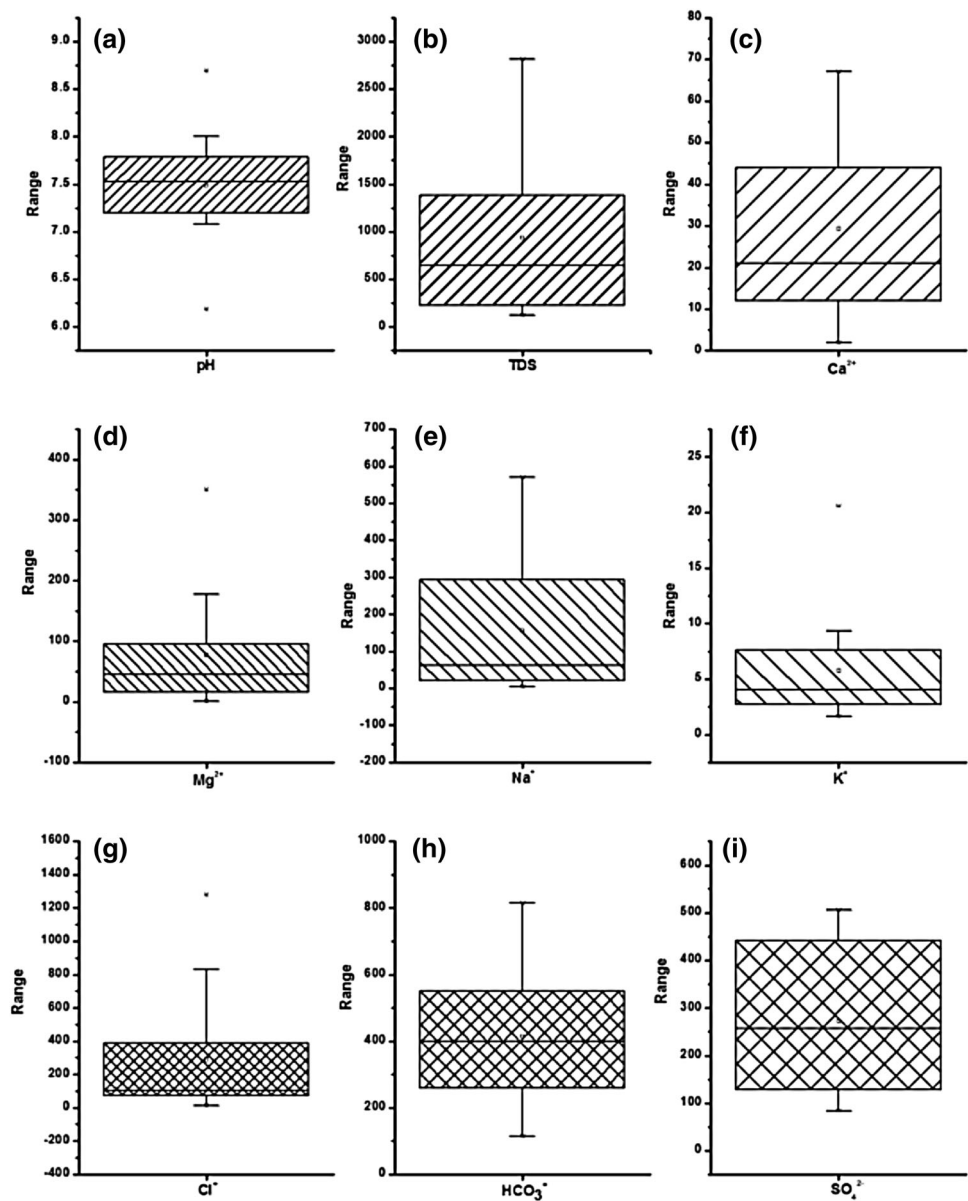 (a)
9.0
8.5
8.0
7.5
7.0
6.5
6.0
Range
pH
(b)
3000
2500
2000
1500
1000
500
0
Range
TDS
(c)
80
70
60
50
40
30
20
10
0
Range
Ca²⁺
(d)
400
300
200
100
0
-100
Range
Mg²⁺
(e)
700
600
500
400
300
200
100
0
-100
-200
Range
Na⁺
(f)
25
20
15
10
5
0
Range
K⁺
(g)
1600
1400
1200
1000
800
600
400
200
0
-200
-400
Range
Cl⁻
(h)
1000
800
600
400
200
0
Range
HCO₃⁻
(i)
600
500
400
300
200
100
0
Range
SO₄²⁻